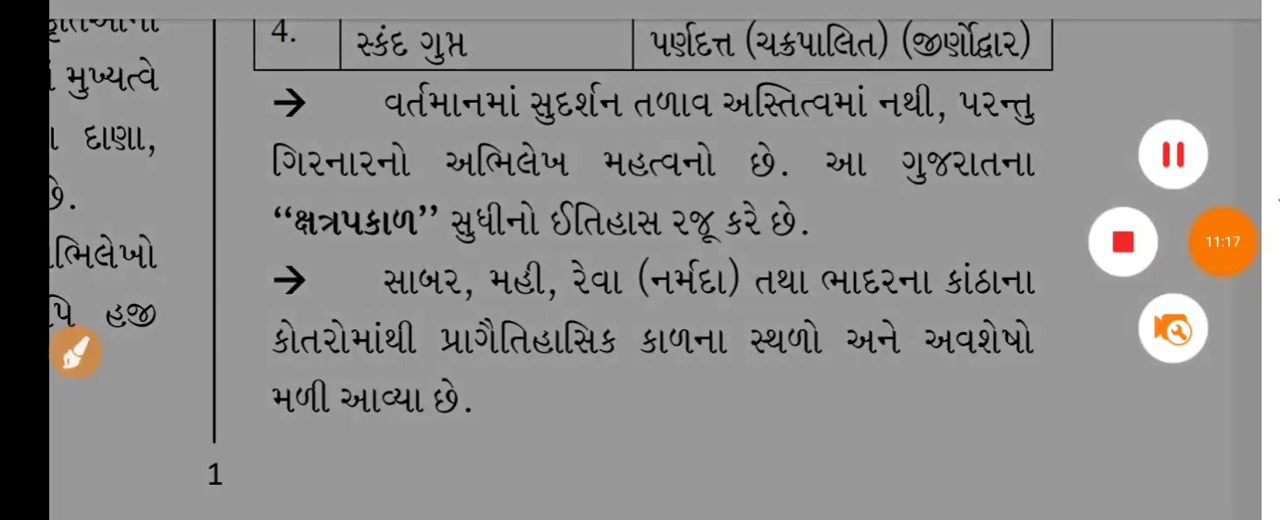 મુખ્યત્વે
દાણા,
છે.
હજી
4. સ્કંદ ગુપ્ત પર્ણદત્ત (ચક્રપાલિત) (જીર્ણોદ્વાર)
→ વર્તમાનમાં સુદર્શન તળાવ અસ્તિત્વમાં નથી, પરન્તુ
ગિરનારનો અભિલેખ મહત્વનો છે. આ ગુજરાતના
“ક્ષત્રપકાળ” સુધીનો ઈતિહાસ રજૂ કરે છે.
→ સાબર, મહી, રેવા (નર્મદા) તથા ભાદરના કાંઠાના
કોતરોમાંથી પ્રાગૈતિહાસિક કાળના સ્થળો અને અવશેષો
મળી આવ્યા છે.
1
11:17